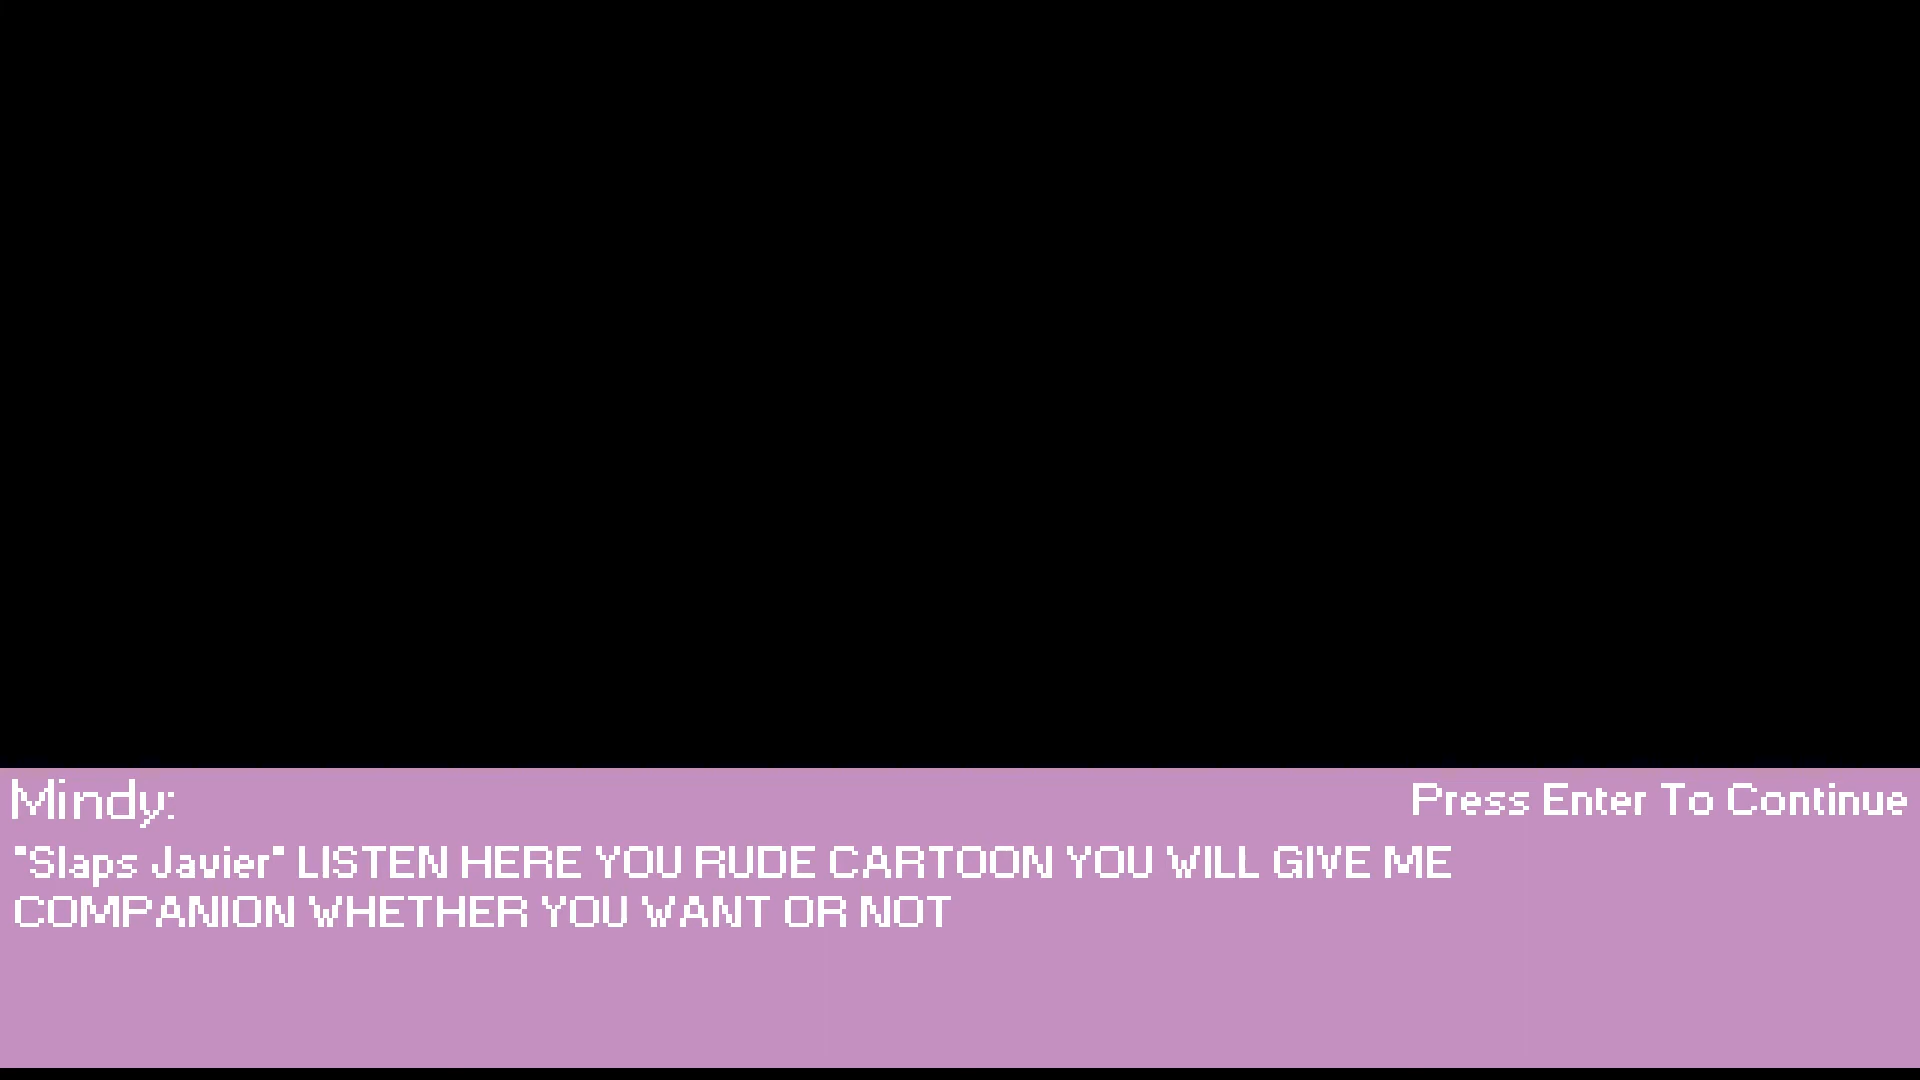 Mindy:
Press Enter To Continue
"Slaps Javier" LISTEN HERE YOU RUDE CARTOON YOU WILL GIVE ME
COMPANION WHETHER YOU WANT OR NOT